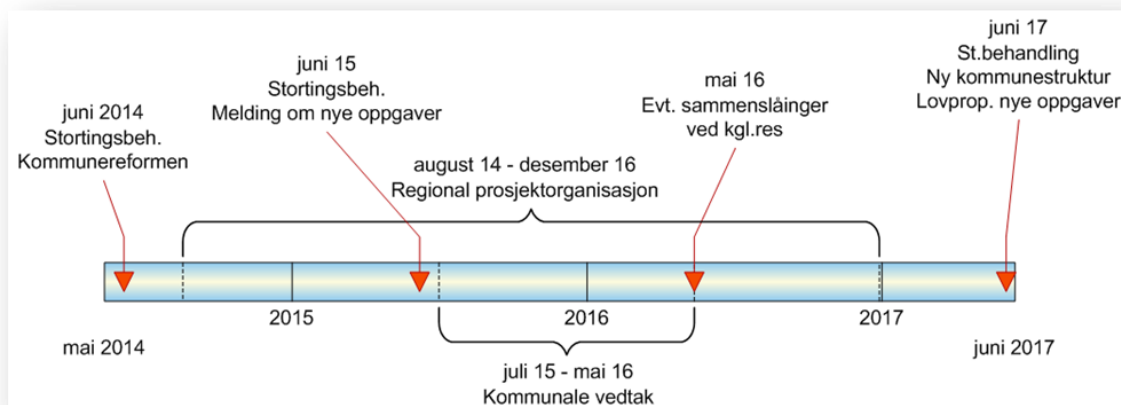 juni 2014
Stortingsbeh.
Kommunereformen
juni 15
Stortingsbeh.
Melding om nye oppgaver
august 14 - desember 16
Regional prosjektorganisasjon
mai 16
Evt. sammenslåinger
ved kgl.res
juni 17
St.behandling
Ny kommunestruktur
Lovprop. nye oppgaver
2015
2016
2017
mai 2014
juni 2017
juli 15 - mai 16
Kommunale vedtak